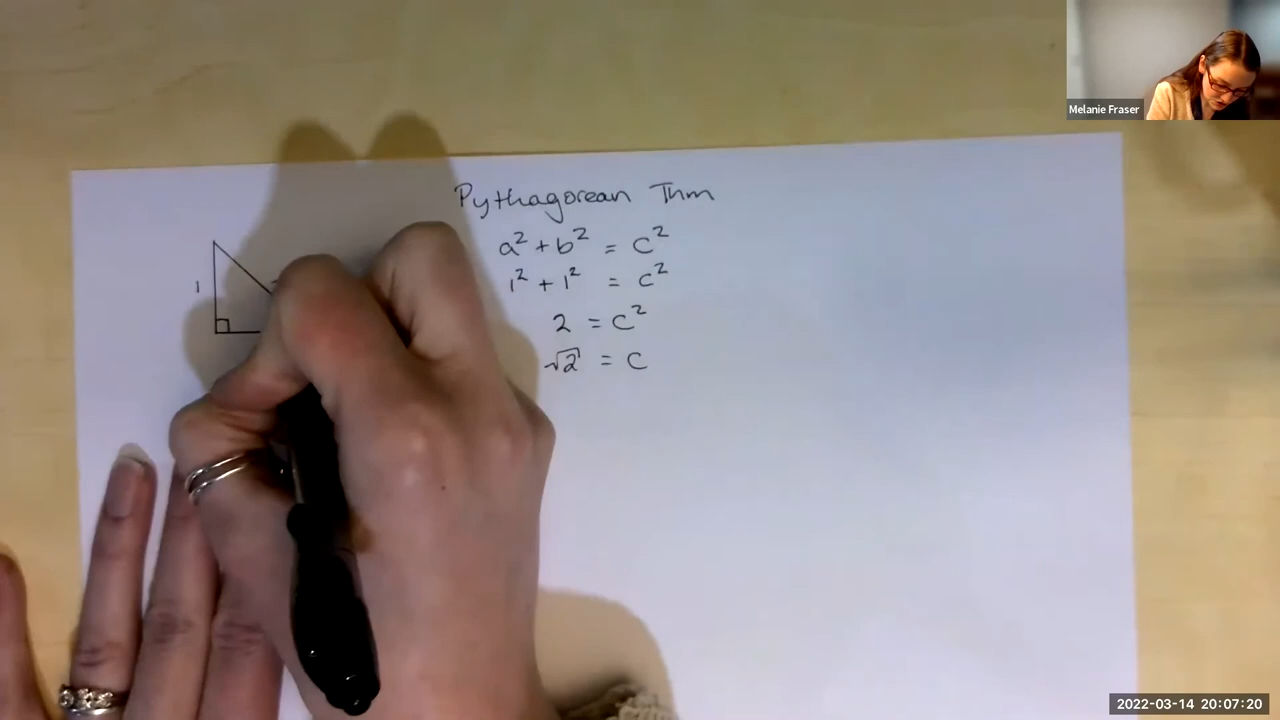 Melanie Fraser
Pythagorean Thm
a² + b² = c²
1² + 1² = c²
1
2 = c²
√2 = c
2022-03-14 20:07:20